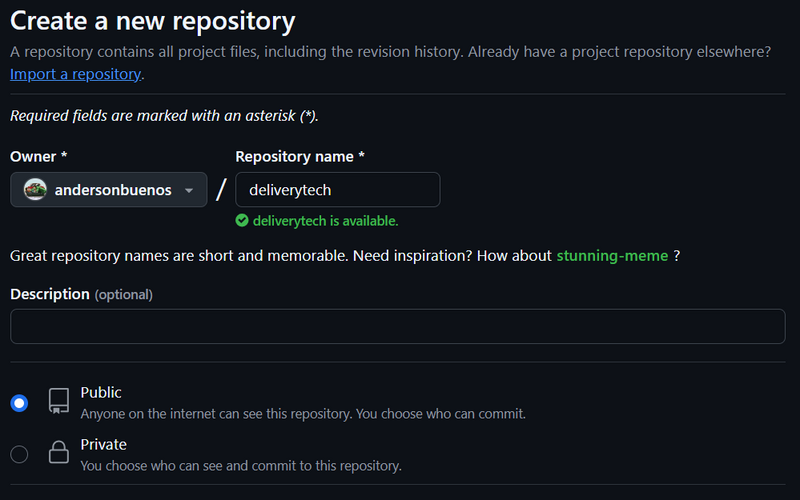 Create a new repository
A repository contains all project files, including the revision history. Already have a project repository elsewhere?
Import a repository.
Required fields are marked with an asterisk (*).
Owner *
Repository name *
andersonbuenos
/
deliverytech
deliverytech is available.
Great repository names are short and memorable. Need inspiration? How about stunning-meme ?
Description (optional)
Public
Anyone on the internet can see this repository. You choose who can commit.
Private
You choose who can see and commit to this repository.